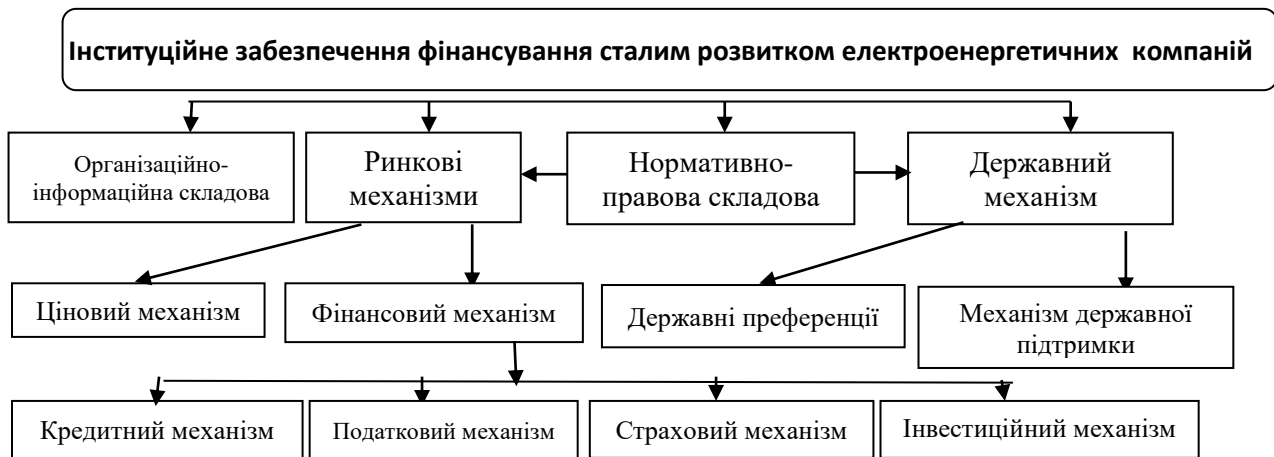 Інституційне забезпечення фінансування сталим розвитком електроенергетичних компаній
Організаційно-
інформаційна складова
Ринкові
механізми
Нормативно-
правова складова
Державний
механізм
Ціновий механізм
Фінансовий механізм
Державні преференції
Механізм державної
підтримки
Кредитний механізм
Податковий механізм
Страховий механізм
Інвестиційний механізм